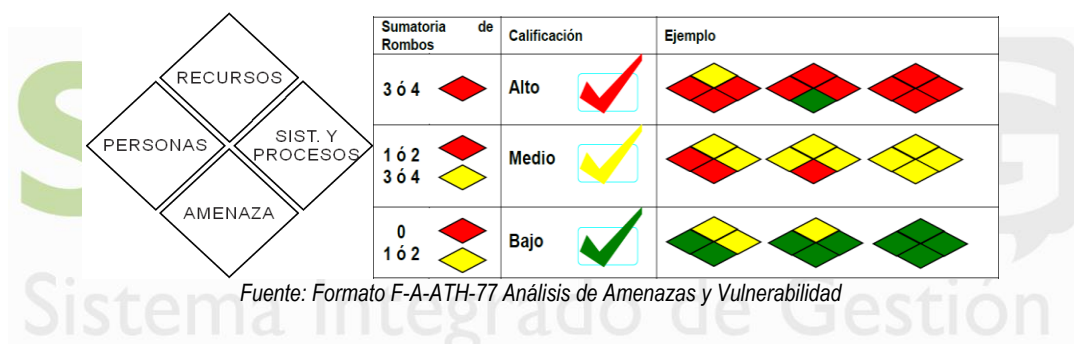 RECURSOS
PERSONAS
SIST. Y
PROCESOS
AMENAZA
Sumatoria de
Rombos
Calificación
Ejemplo
3 ó 4
Alto
1 ó 2
3 ó 4
Medio
0
1 ó 2
Bajo
Fuente: Formato F-A-ATH-77 Análisis de Amenazas y Vulnerabilidad
Sistema Integrado de Gestión